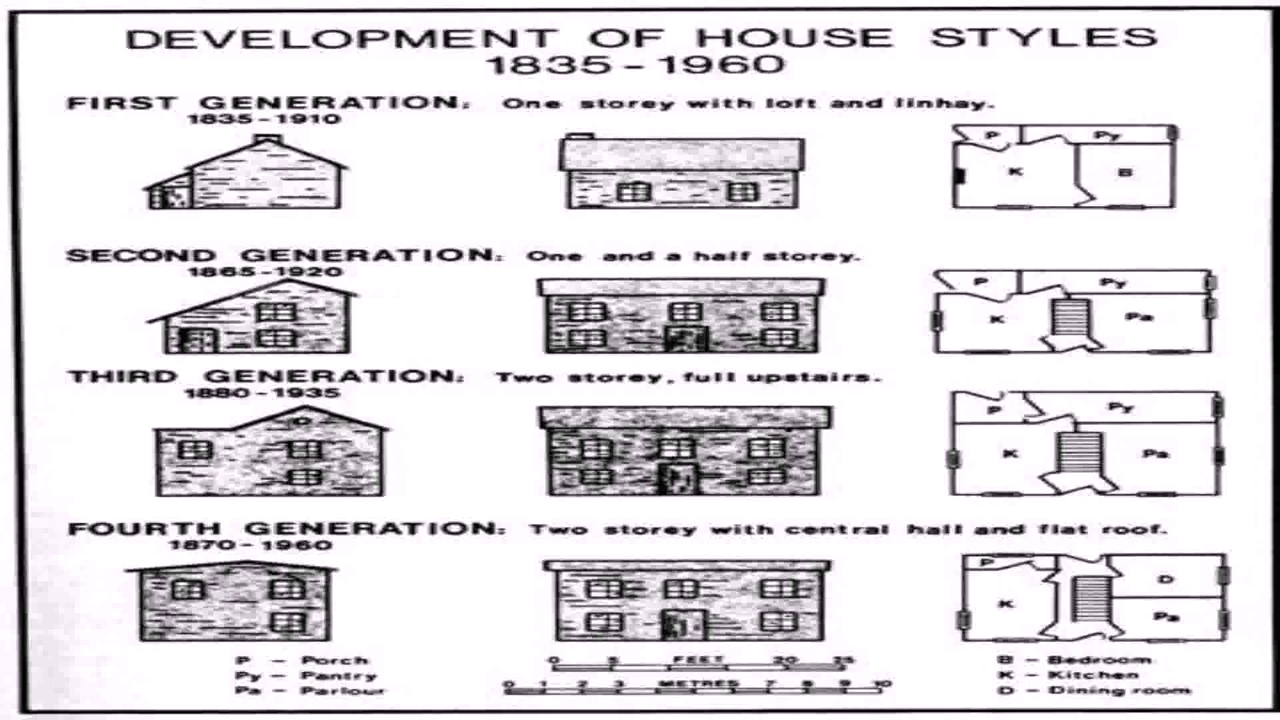 DEVELOPMENT OF HOUSE STYLES
1835-1960
FIRST GENERATION: One storey with loft and linhay.
1835-1910
P Py
K B
SECOND GENERATION: One and a half storey.
1865-1920
P Py
K Pa
THIRD GENERATION: Two storey, full upstairs.
1880-1935
P Py
K Pa
FOURTH GENERATION: Two storey with central hall and flat roof.
1870-1960
P
D
K
Pa
P - Porch
Py - Pantry
Pa - Parlour
0 5 FEET 20 25
0 1 2 3 METRES 7 8 9 10
B - Bedroom
K - Kitchen
D - Dining room